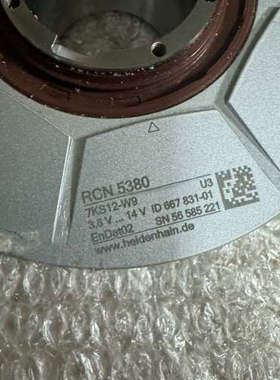 RCN 5380
7KS12-W9 U3
3.6 V ... 14 V ID 667 831-01
EnDat02 SN 56 585 221
www.heidenhain.de